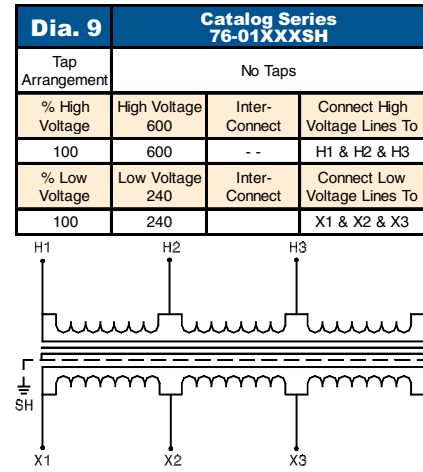 Dia. 9
Catalog Series
76-01XXXSH
Tap
Arrangement
No Taps
% High
Voltage
High Voltage
600
Inter-
Connect
Connect High
Voltage Lines To
100
600
- -
H1 & H2 & H3
% Low
Voltage
Low Voltage
240
Inter-
Connect
Connect Low
Voltage Lines To
100
240
X1 & X2 & X3
H1
H2
H3
SH
X1
X2
X3